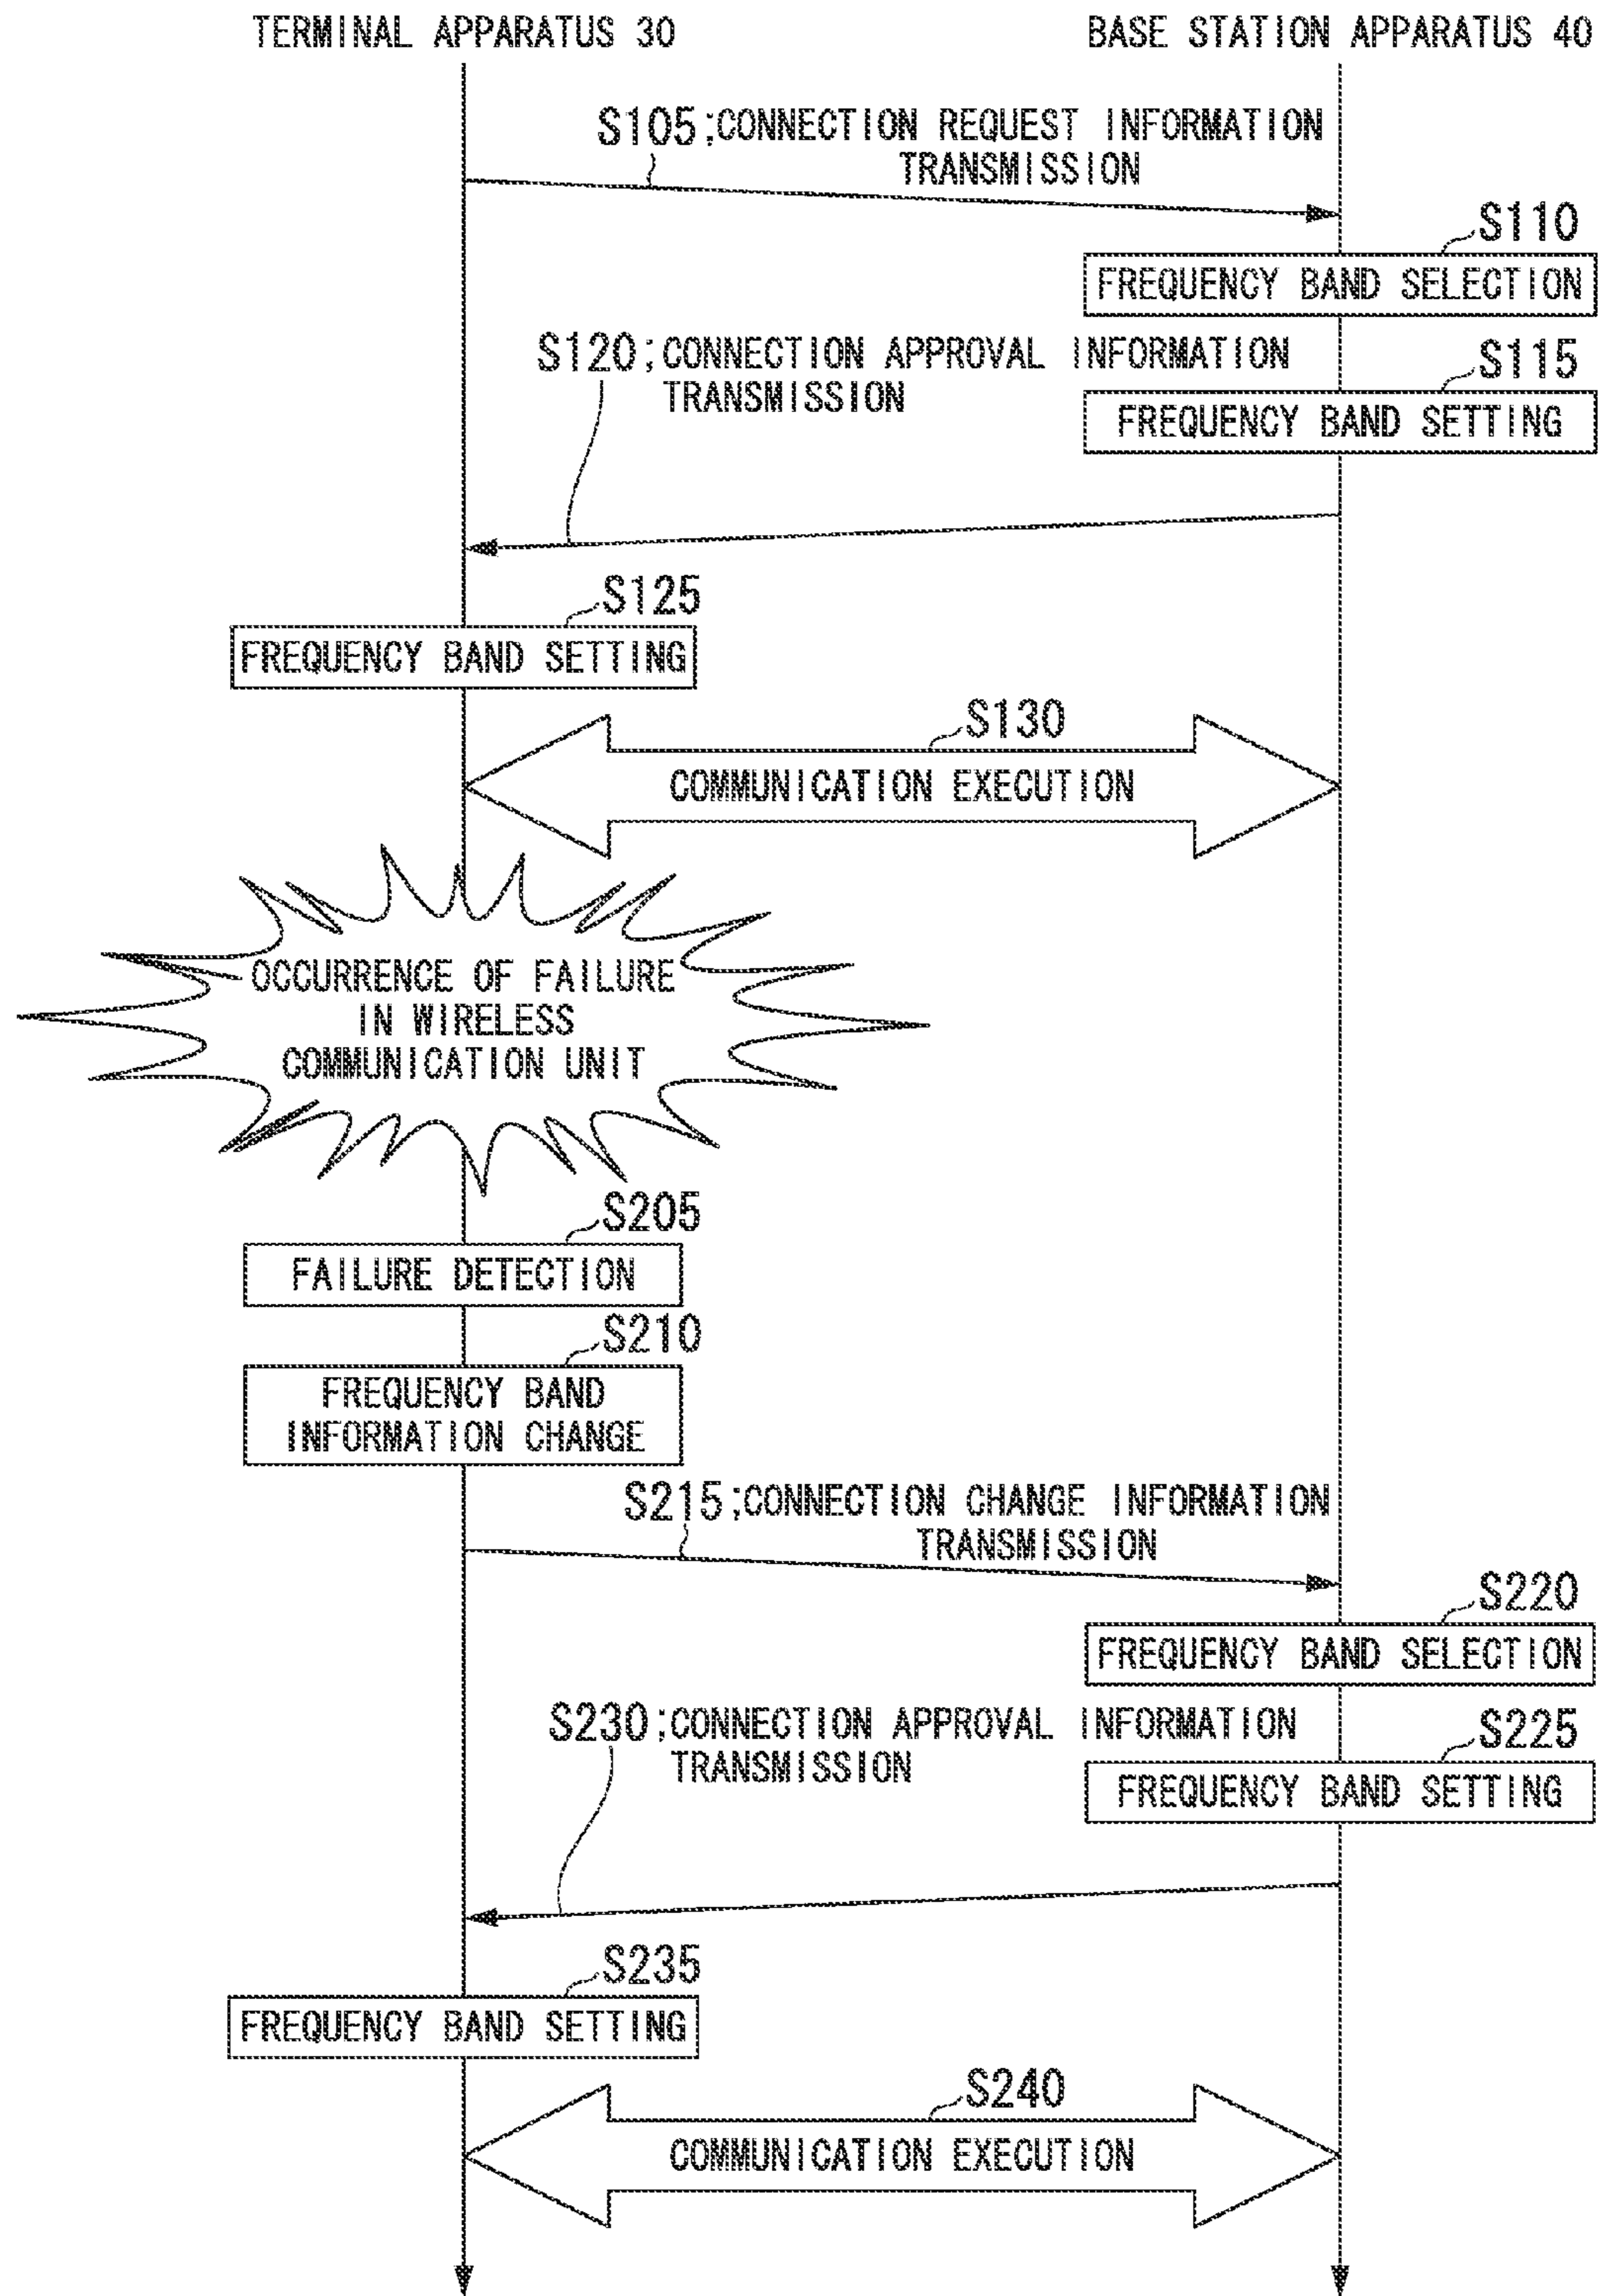 TERMINAL APPARATUS 30
BASE STATION APPARATUS 40
S105;CONNECTION REQUEST INFORMATION
TRANSMISSION
S110
FREQUENCY BAND SELECTION
S120;CONNECTION APPROVAL INFORMATION
TRANSMISSION
S115
FREQUENCY BAND SETTING
S125
FREQUENCY BAND SETTING
S130
COMMUNICATION EXECUTION
OCCURRENCE OF FAILURE
IN WIRELESS
COMMUNICATION UNIT
S205
FAILURE DETECTION
S210
FREQUENCY BAND
INFORMATION CHANGE
S215;CONNECTION CHANGE INFORMATION
TRANSMISSION
S220
FREQUENCY BAND SELECTION
S230;CONNECTION APPROVAL INFORMATION
TRANSMISSION
S225
FREQUENCY BAND SETTING
S235
FREQUENCY BAND SETTING
S240
COMMUNICATION EXECUTION